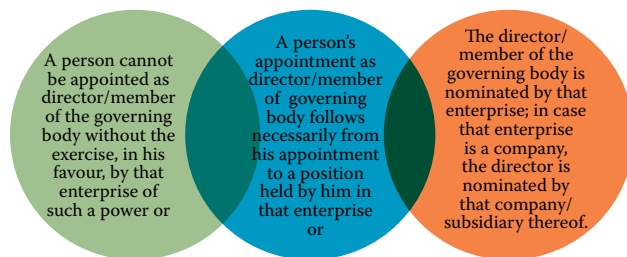 A person cannot
be appointed as
director/member
of the governing
body without the
exercise, in his
favour, by that
enterprise of
such a power or
A person's
appointment as
director/member
of governing
body follows
necessarily from
his appointment
to a position
held by him in
that enterprise
or
The director/
member of the
governing body is
nominated by that
enterprise; in case
that enterprise
is a company,
the director is
nominated by
that company/
subsidiary thereof.